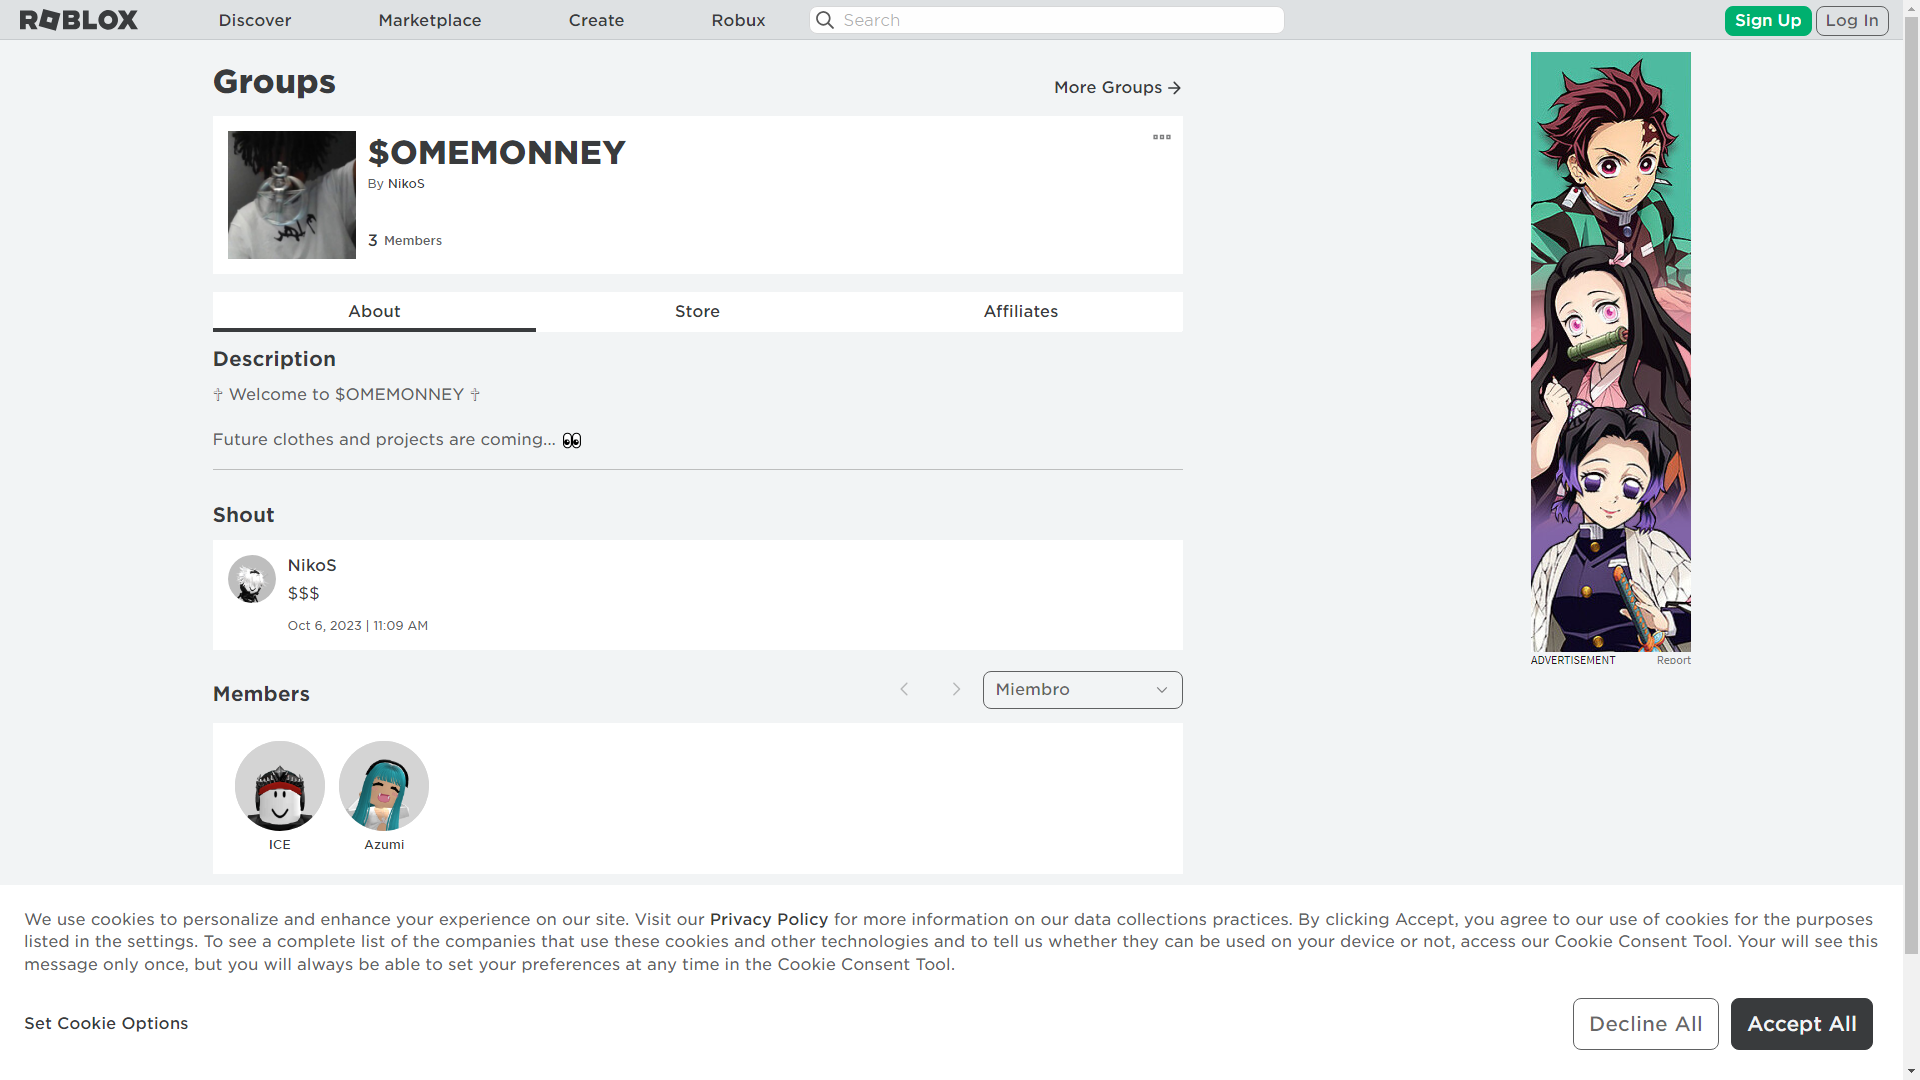 ROBLOX
Discover
Marketplace
Create
Robux
Search
Sign Up
Log In
Groups
More Groups
$OMEMONNEY
By NikoS
3 Members
About
Store
Affiliates
Description
♱ Welcome to $OMEMONNEY ♱
Future clothes and projects are coming... 👀
Shout
NikoS
$$$
Oct 6, 2023 | 11:09 AM
ADVERTISEMENT
Report
Members
Miembro
ICE
Azumi
We use cookies to personalize and enhance your experience on our site. Visit our Privacy Policy for more information on our data collections practices. By clicking Accept, you agree to our use of cookies for the purposes
listed in the settings. To see a complete list of the companies that use these cookies and other technologies and to tell us whether they can be used on your device or not, access our Cookie Consent Tool. Your will see this
message only once, but you will always be able to set your preferences at any time in the Cookie Consent Tool.
Set Cookie Options
Decline All
Accept All